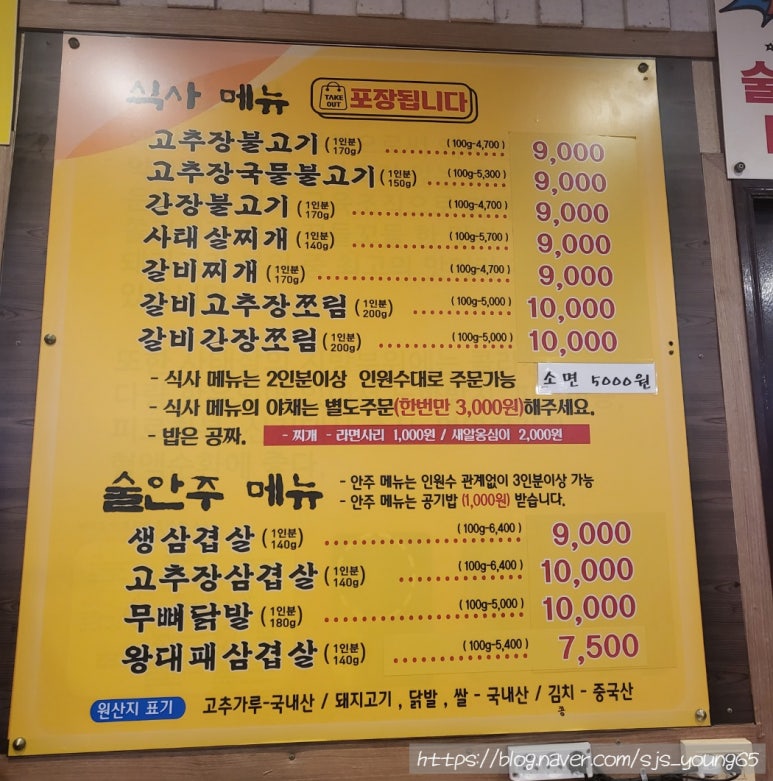 식사 메뉴 TAKE OUT 포장됩니다
고추장불고기 (1인분 170g) (100g-4,700) 9,000
고추장국물불고기 (1인분 150g) (100g-5,300) 9,000
간장불고기 (1인분 170g) (100g-4,700) 9,000
사태살찌개 (1인분 140g) (100g-5,700) 9,000
갈비찌개 (1인분 170g) (100g-4,700) 9,000
갈비고추장쪼림 (1인분 200g) (100g-5,000) 10,000
갈비간장쪼림 (1인분 200g) (100g-5,000) 10,000
- 식사 메뉴는 2인분이상 인원수대로 주문가능 소면 5000원
- 식사 메뉴의 야채는 별도주문(한번만 3,000원)해주세요.
- 밥은 공짜. - 찌개 - 라면사리 1,000원 / 새알옹심이 2,000원
술안주 메뉴
- 안주 메뉴는 인원수 관계없이 3인분이상 가능
- 안주 메뉴는 공기밥 (1,000원) 받습니다.
생삼겹살 (1인분 140g) (100g-6,400) 9,000
고추장삼겹살 (1인분 140g) (100g-6,400) 10,000
무뼈닭발 (1인분 180g) (100g-5,000) 10,000
왕대패삼겹살 (1인분 140g) (100g-5,400) 7,500
원산지 표기 고추가루-국내산 / 돼지고기 , 닭발 , 쌀 - 국내산 / 김치 - 중국산
콩
술
https://blog.naver.com/sjs_young65